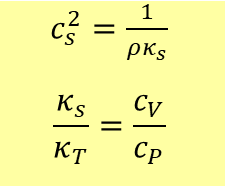 c_s^2 = 1/(ρκ_s)
κ_s/κ_T = c_V/c_P